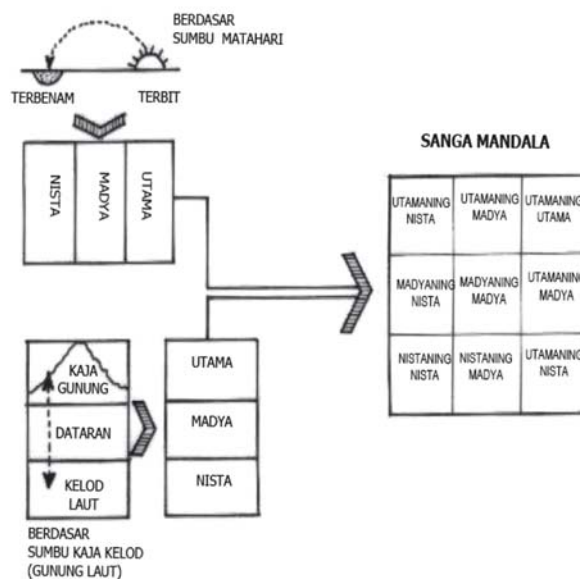 BERDASAR
SUMBU MATAHARI
TERBENAM
TERBIT
NISTA
MADYA
UTAMA
SANGA MANDALA
UTAMANING
NISTA
UTAMANING
MADYA
UTAMANING
UTAMA
MADYANING
NISTA
MADYANING
MADYA
UTAMANING
MADYA
NISTANING
NISTA
NISTANING
MADYA
UTAMANING
NISTA
KAJA
GUNUNG
DATARAN
KELOD
LAUT
UTAMA
MADYA
NISTA
BERDASAR
SUMBU KAJA KELOD
(GUNUNG LAUT)